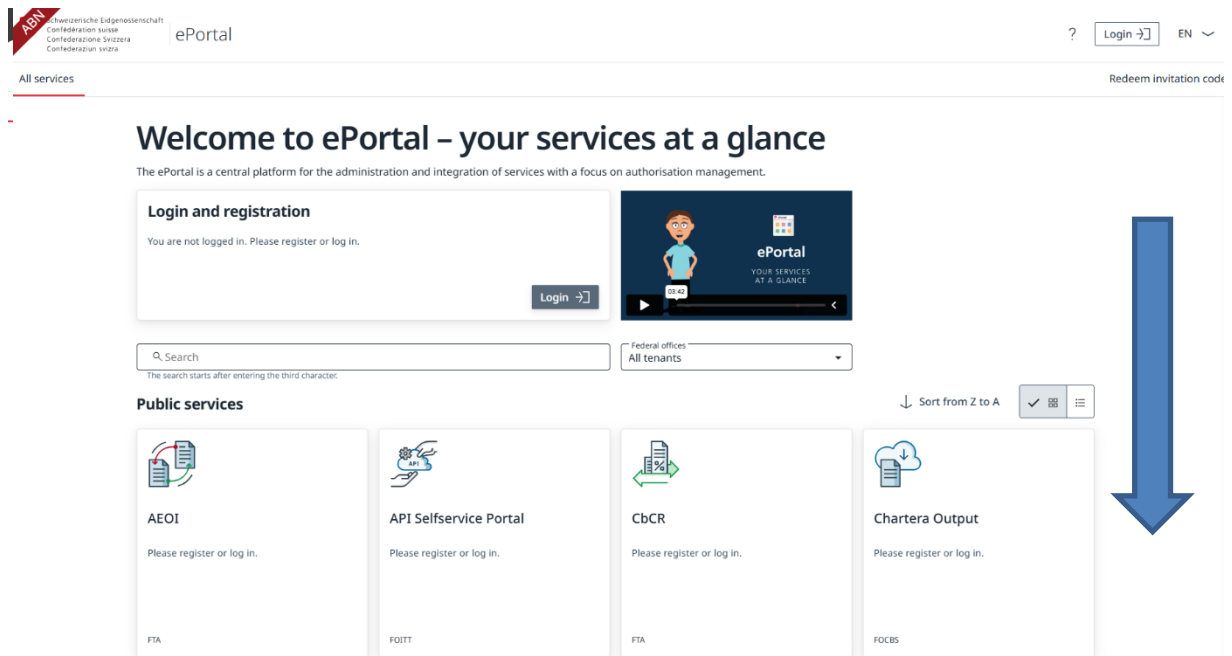 ABN
Schweizerische Eidgenossenschaft
Confédération suisse
Confederazione Svizzera
Confederaziun svizra
ePortal
?
Login
EN
All services
Redeem invitation code
Welcome to ePortal – your services at a glance
The ePortal is a central platform for the administration and integration of services with a focus on authorisation management.
Login and registration
You are not logged in. Please register or log in.
Login
ePortal
YOUR SERVICES
AT A GLANCE
03:42
Search
The search starts after entering the third character.
Federal offices
All tenants
Public services
Sort from Z to A
AEOI
Please register or log in.
FTA
API
API Selfservice Portal
Please register or log in.
FOITT
%
CbCR
Please register or log in.
FTA
Chartera Output
Please register or log in.
FOCBS